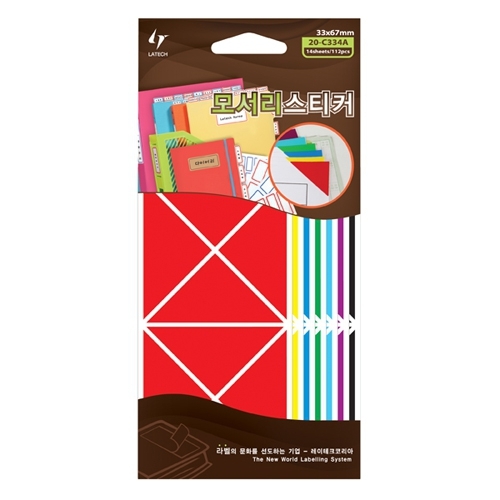 LATECH
33x67mm
20-C334A
14sheets/112pcs
모서리스티커
라벨의 문화를 선도하는 기업 - 레이테크코리아
The New World Labelling System